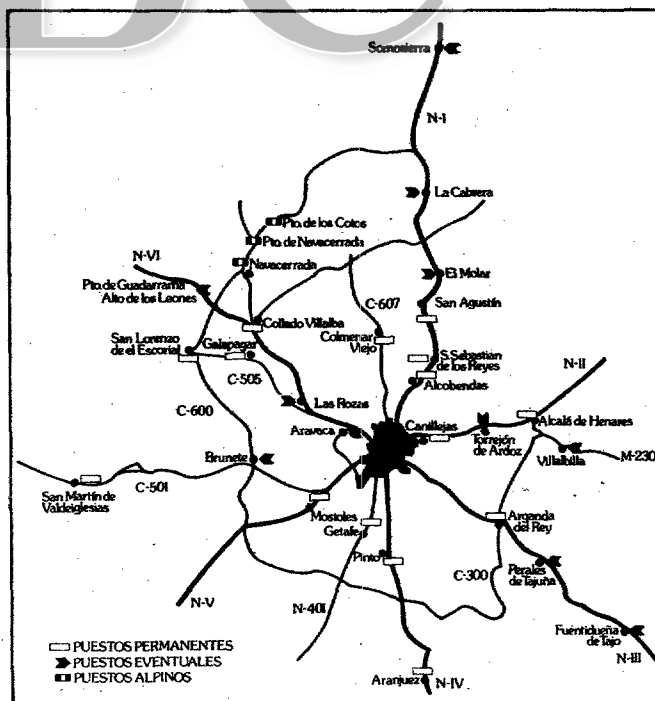 ABC
Somosierra
N-I
La Cabrera
Pto. de los Cotos
Pto. de Navacerrada
N-VI
Navacerrada
El Molar
Pto. de Guadarrama
Alto de los Leones
C-607
San Agustín
Collado Villalba
Colmenar
Viejo
San Lorenzo
de el Escorial
Galapagar
S. Sebastián
de los Reyes
N-II
C-505
Alcobendas
C-600
Las Rozas
Canillejas
Alcalá de Henares
Aravaca
Torrejón
de Ardoz
Brunete
Villalbilla
M-230
C-501
San Martín de
Valdeiglesias
Mostoles
Getafe
Arganda
del Rey
Pinto
C-300
Perales
de Tajuña
N-V
N-401
Fuentidueña
de Tajo
N-III
PUESTOS PERMANENTES
PUESTOS EVENTUALES
PUESTOS ALPINOS
Aranjuez
N-IV